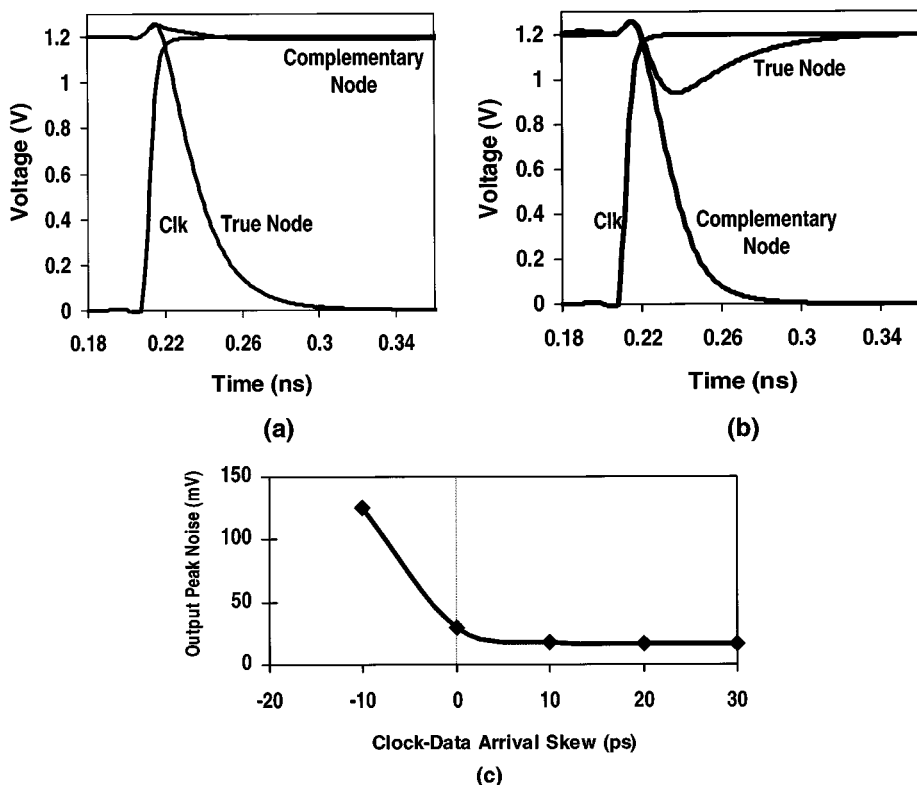 1.2
1
0.8
0.6
0.4
0.2
0
Voltage (V)
Complementary
Node
Clk
True Node
0.18
0.22
0.26
0.3
0.34
Time (ns)
(a)
1.2
1
0.8
0.6
0.4
0.2
0
Voltage (V)
True Node
Clk
Complementary
Node
0.18
0.22
0.26
0.3
0.34
Time (ns)
(b)
150
100
50
0
Output Peak Noise (mV)
-20
-10
0
10
20
30
Clock-Data Arrival Skew (ps)
(c)